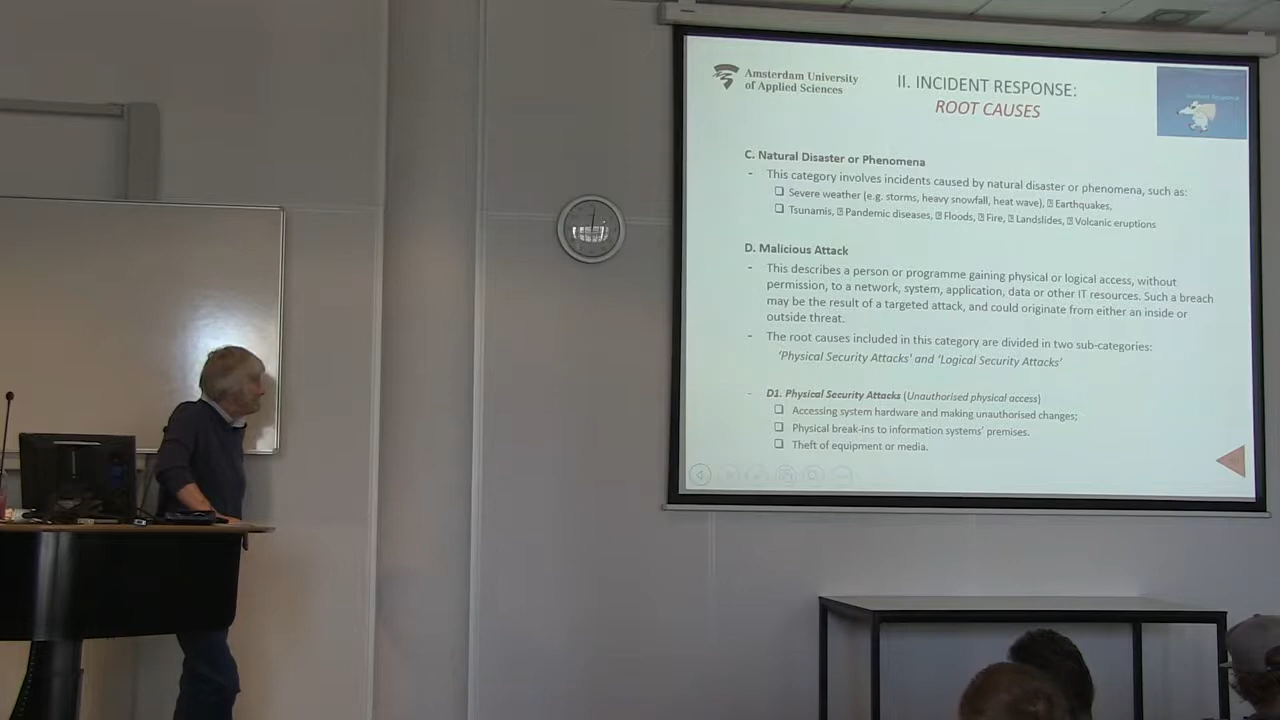 Amsterdam University
of Applied Sciences
II. INCIDENT RESPONSE:
ROOT CAUSES
Incident Response
C. Natural Disaster or Phenomena
- This category involves incidents caused by natural disaster or phenomena, such as:
❑ Severe weather (e.g. storms, heavy snowfall, heat wave), ⍰ Earthquakes,
❑ Tsunamis, ⍰ Pandemic diseases, ⍰ Floods, ⍰ Fire, ⍰ Landslides, ⍰ Volcanic eruptions
D. Malicious Attack
- This describes a person or programme gaining physical or logical access, without
permission, to a network, system, application, data or other IT resources. Such a breach
may be the result of a targeted attack, and could originate from either an inside or
outside threat.
- The root causes included in this category are divided in two sub-categories:
‘Physical Security Attacks’ and ‘Logical Security Attacks’
- D1. Physical Security Attacks (Unauthorised physical access)
❑ Accessing system hardware and making unauthorised changes;
❑ Physical break-ins to information systems’ premises.
❑ Theft of equipment or media.